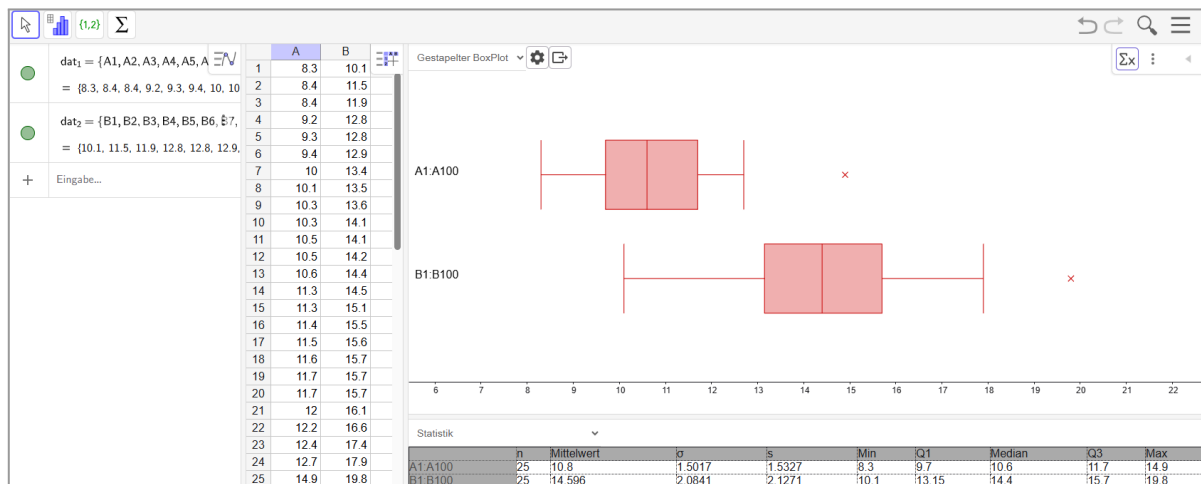 {1,2} Σ
dat₁ = {A1, A2, A3, A4, A5, A
= {8.3, 8.4, 8.4, 9.2, 9.3, 9.4, 10, 10
dat₂ = {B1, B2, B3, B4, B5, B6, B7,
= {10.1, 11.5, 11.9, 12.8, 12.8, 12.9,
+ Eingabe...
A B
1 8.3 10.1
2 8.4 11.5
3 8.4 11.9
4 9.2 12.8
5 9.3 12.8
6 9.4 12.9
7 10 13.4
8 10.1 13.5
9 10.3 13.6
10 10.3 14.1
11 10.5 14.1
12 10.5 14.2
13 10.6 14.4
14 11.3 14.5
15 11.3 15.1
16 11.4 15.5
17 11.5 15.6
18 11.6 15.7
19 11.7 15.7
20 11.7 15.7
21 12 16.1
22 12.2 16.6
23 12.4 17.4
24 12.7 17.9
25 14.9 19.8
Gestapelter BoxPlot
Σx
A1:A100
B1:B100
6 7 8 9 10 11 12 13 14 15 16 17 18 19 20 21 22
Statistik
n Mittelwert σ s Min Q1 Median Q3 Max
A1:A100 25 10.8 1.5017 1.5327 8.3 9.7 10.6 11.7 14.9
B1:B100 25 14.596 2.0841 2.1271 10.1 13.15 14.4 15.7 19.8